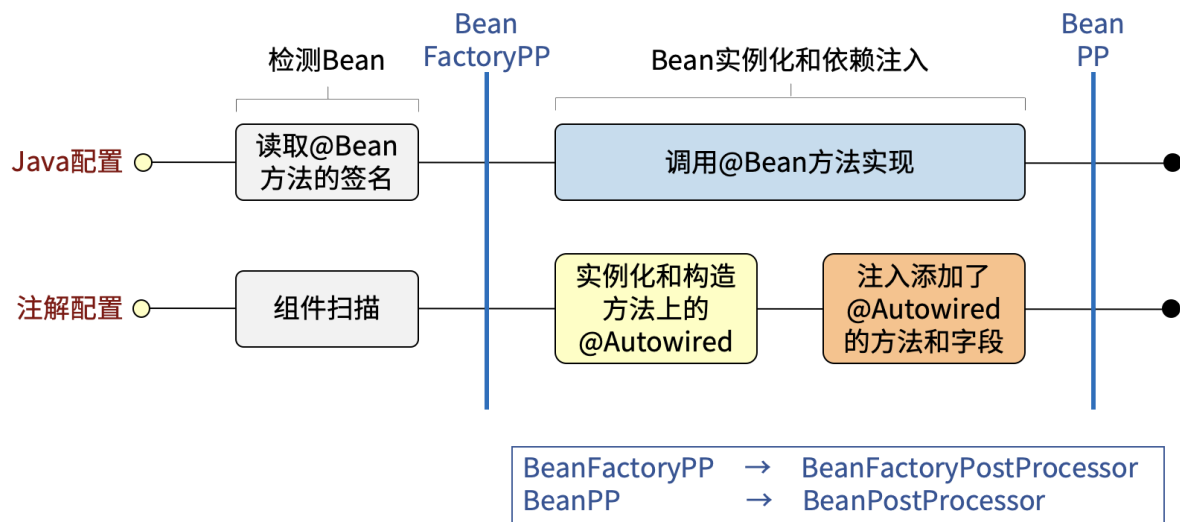 检测Bean
Bean
FactoryPP
Bean实例化和依赖注入
Bean
PP
Java配置
读取@Bean
方法的签名
调用@Bean方法实现
注解配置
组件扫描
实例化和构造
方法上的
@Autowired
注入添加了
@Autowired
的方法和字段
BeanFactoryPP → BeanFactoryPostProcessor
BeanPP → BeanPostProcessor